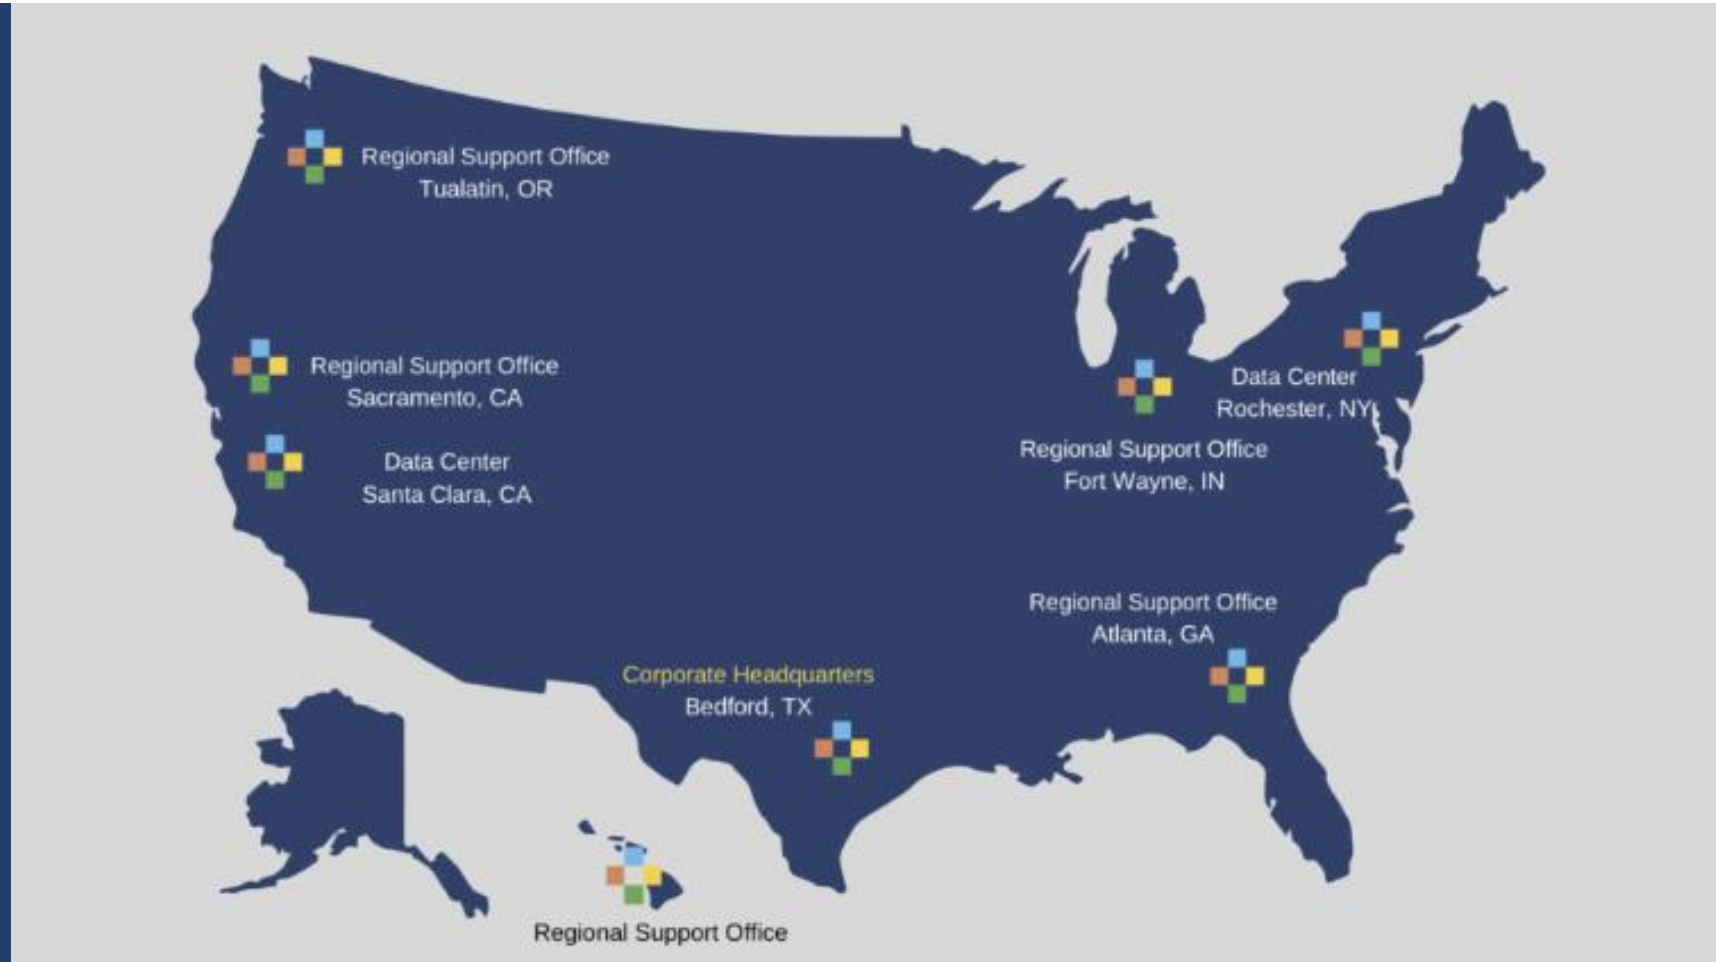 Regional Support Office
Tualatin, OR
Regional Support Office
Sacramento, CA
Data Center
Santa Clara, CA
Data Center
Rochester, NY
Regional Support Office
Fort Wayne, IN
Regional Support Office
Atlanta, GA
Corporate Headquarters
Bedford, TX
Regional Support Office